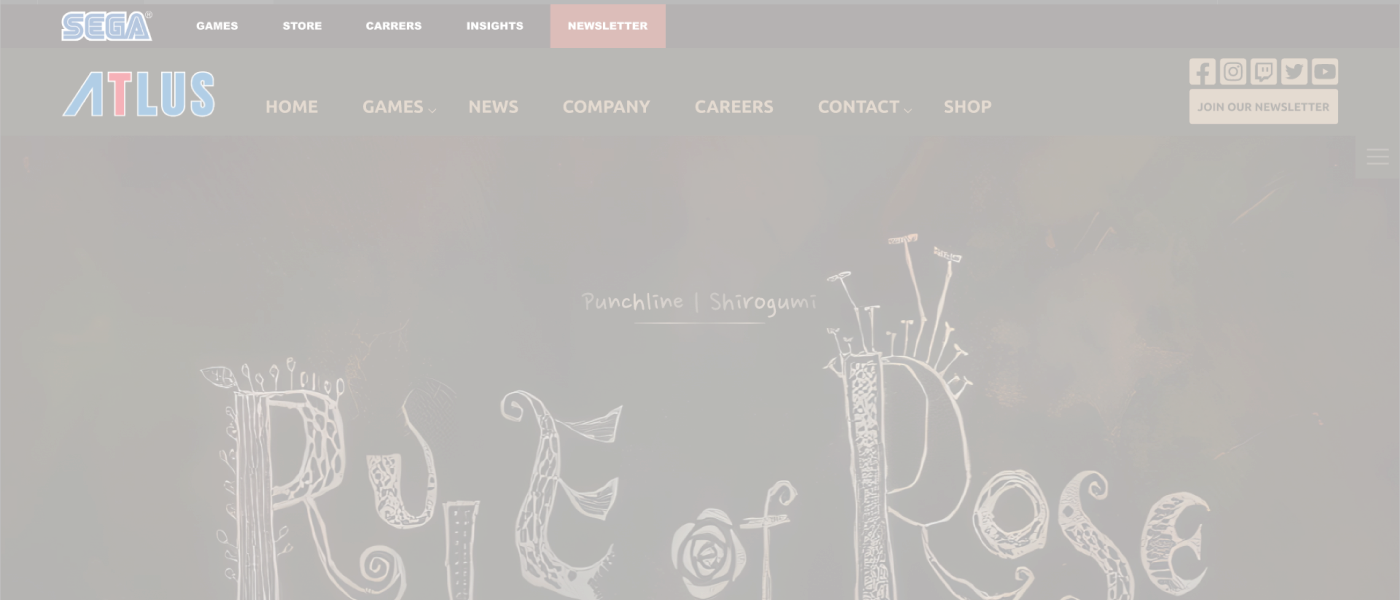 SEGA®
GAMES STORE CARRERS INSIGHTS NEWSLETTER
ATLUS
HOME GAMES NEWS COMPANY CAREERS CONTACT SHOP
JOIN OUR NEWSLETTER
Punchline | Shirogumi
RulE of RoSe